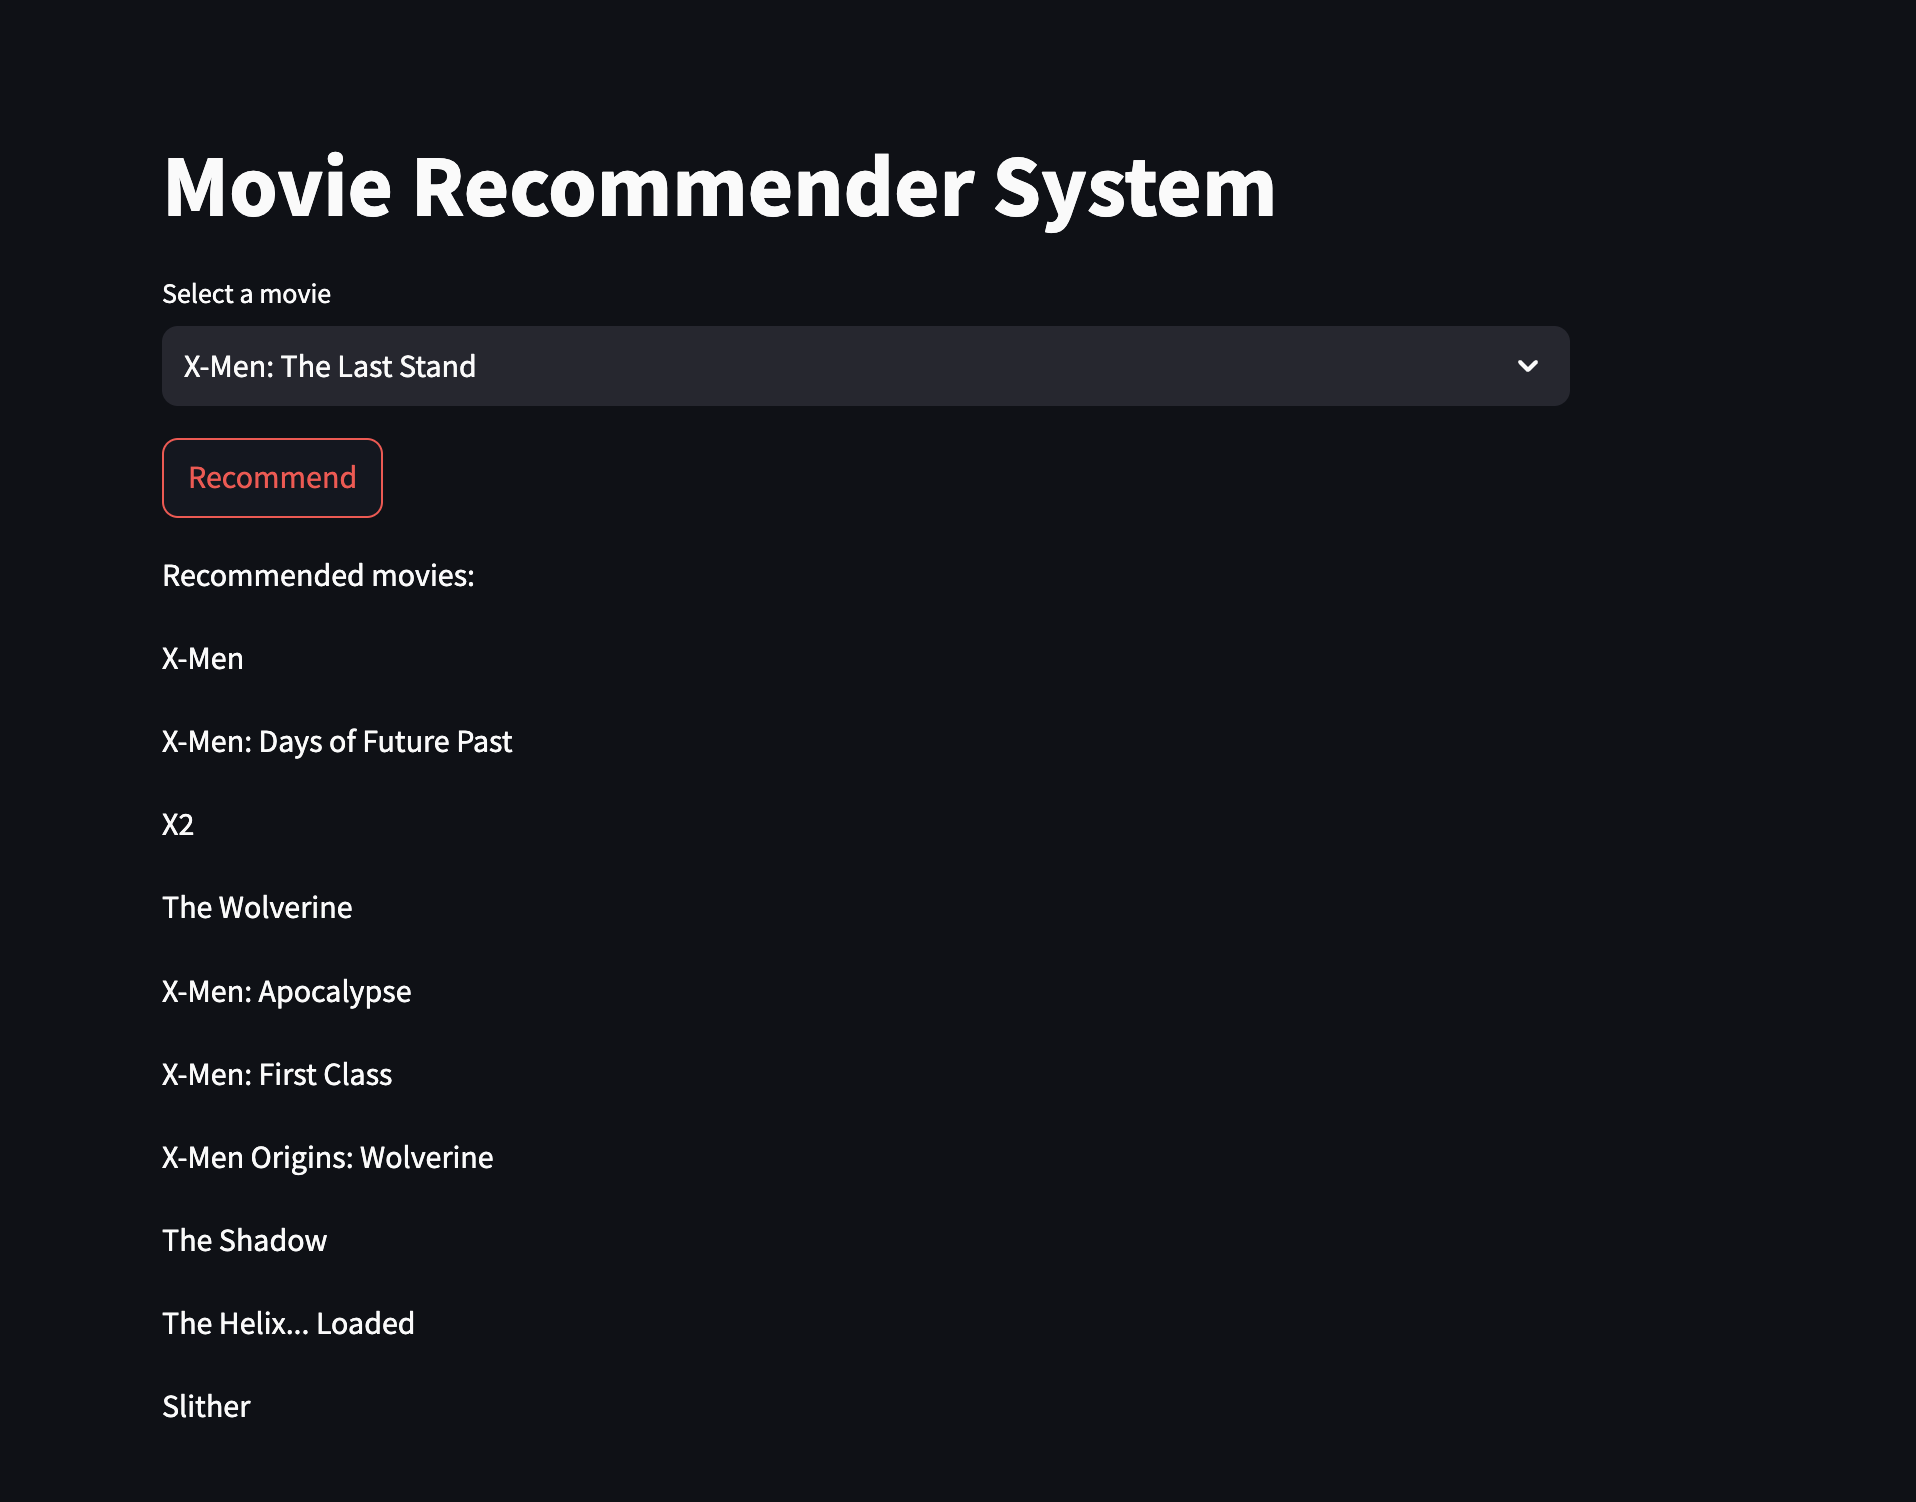 Movie Recommender System
Select a movie
X-Men: The Last Stand
Recommend
Recommended movies:
X-Men
X-Men: Days of Future Past
X2
The Wolverine
X-Men: Apocalypse
X-Men: First Class
X-Men Origins: Wolverine
The Shadow
The Helix... Loaded
Slither